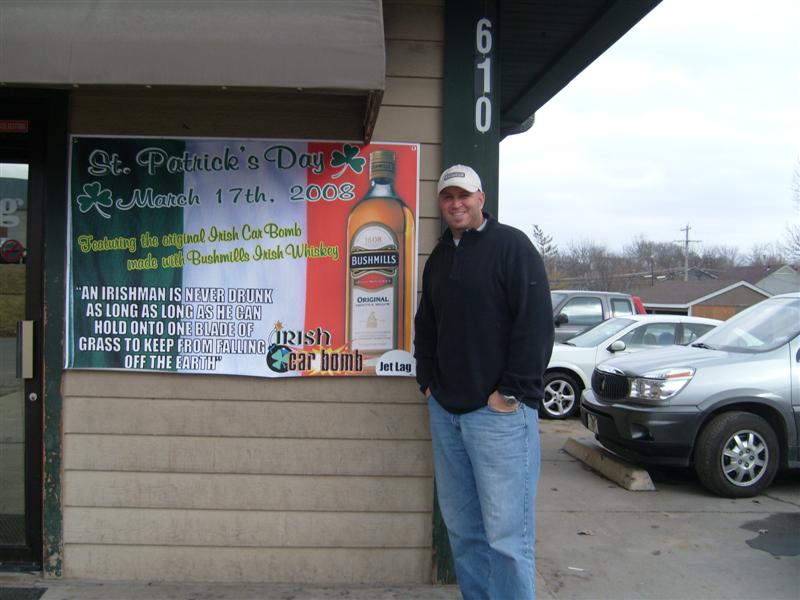 St. Patrick's Day
March 17th, 2008
Featuring the original Irish Car Bomb
made with Bushmills Irish Whiskey
"AN IRISHMAN IS NEVER DRUNK
AS LONG AS LONG AS HE CAN
HOLD ONTO ONE BLADE OF
GRASS TO KEEP FROM FALLING
OFF THE EARTH"
IRISH
car bomb
1608
BUSHMILLS
ORIGINAL
Jet Lag
610
g